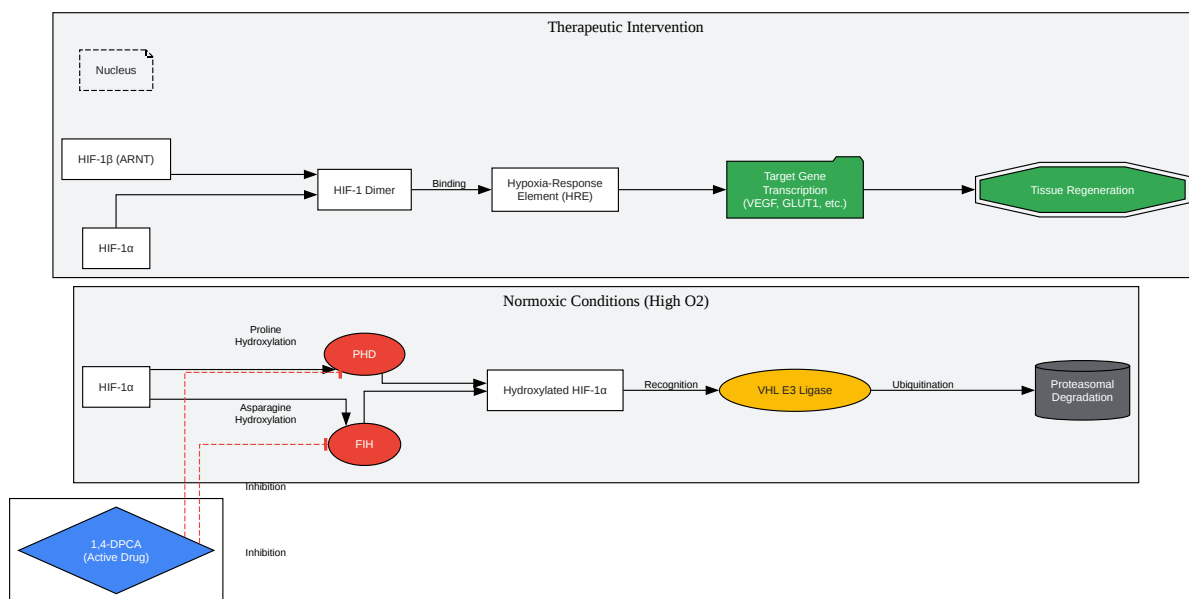 Therapeutic Intervention
Nucleus
HIF-1β (ARNT)
HIF-1α
HIF-1 Dimer
Binding
Hypoxia-Response
Element (HRE)
Target Gene
Transcription
(VEGF, GLUT1, etc.)
Tissue Regeneration
Normoxic Conditions (High O2)
HIF-1α
Proline
Hydroxylation
PHD
Asparagine
Hydroxylation
FIH
Hydroxylated HIF-1α
Recognition
VHL E3 Ligase
Ubiquitination
Proteasomal
Degradation
Inhibition
1,4-DPCA
(Active Drug)
Inhibition